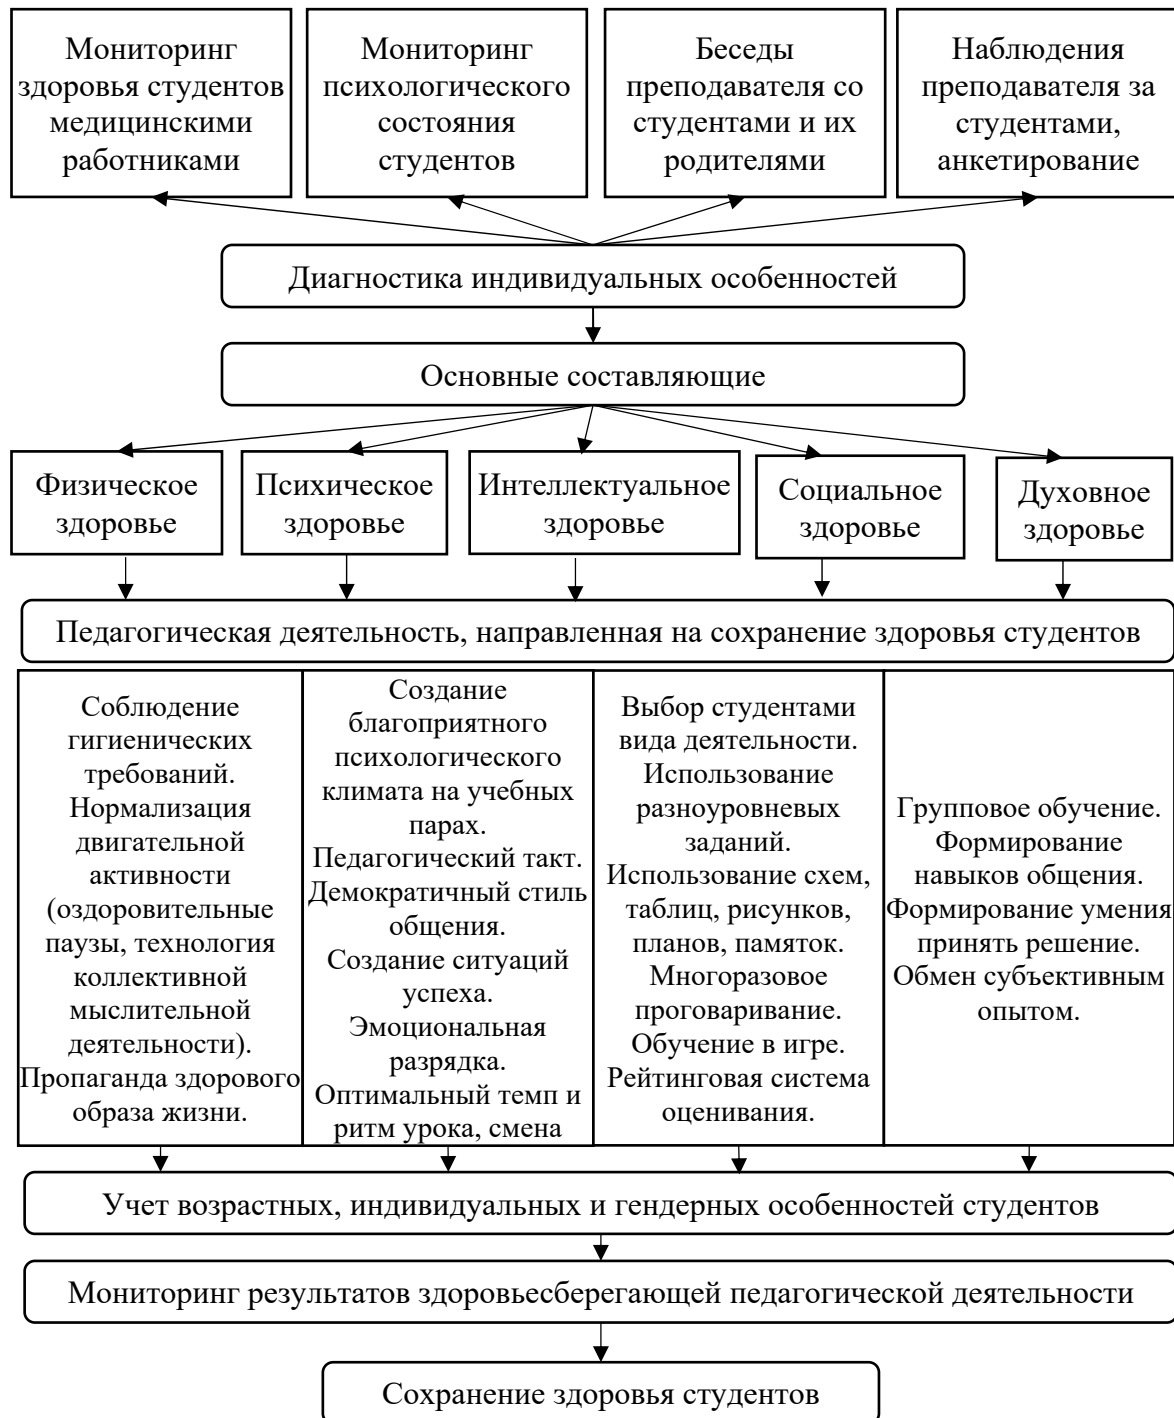 Мониторинг
здоровья студентов
медицинскими
работниками
Мониторинг
психологического
состояния
студентов
Беседы
преподавателя со
студентами и их
родителями
Наблюдения
преподавателя за
студентами,
анкетирование
Диагностика индивидуальных особенностей
Основные составляющие
Физическое
здоровье
Психическое
здоровье
Интеллектуальное
здоровье
Социальное
здоровье
Духовное
здоровье
Педагогическая деятельность, направленная на сохранение здоровья студентов
Соблюдение
гигиенических
требований.
Нормализация
двигательной
активности
(оздоровительные
паузы, технология
коллективной
мыслительной
деятельности).
Пропаганда здорового
образа жизни.
Создание
благоприятного
психологического
климата на учебных
парах.
Педагогический такт.
Демократичный стиль
общения.
Создание ситуаций
успеха.
Эмоциональная
разрядка.
Оптимальный темп и
ритм урока, смена
Выбор студентами
вида деятельности.
Использование
разноуровневых
заданий.
Использование схем,
таблиц, рисунков,
планов, памяток.
Многоразовое
проговаривание.
Обучение в игре.
Рейтинговая система
оценивания.
Групповое обучение.
Формирование
навыков общения.
Формирование умения
принять решение.
Обмен субъективным
опытом.
Учет возрастных, индивидуальных и гендерных особенностей студентов
Мониторинг результатов здоровьесберегающей педагогической деятельности
Сохранение здоровья студентов